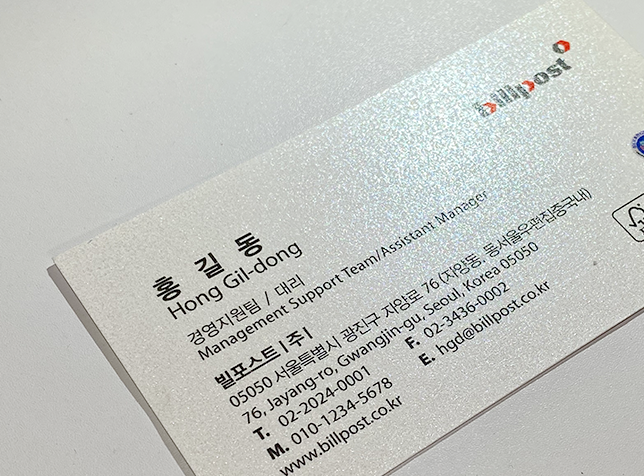 billpost
홍 길 동
Hong Gil-dong
경영지원팀 / 대리
Management Support Team/Assistant Manager
빌포스트|주|
05050 서울특별시 광진구 자양로 76 (자양동, 동서울우편집중국내)
76, Jayang-ro, Gwangjin-gu, Seoul, Korea 05050
T. 02-2024-0001 F. 02-3436-0002
M. 010-1234-5678 E. hgd@billpost.co.kr
www.billpost.co.kr